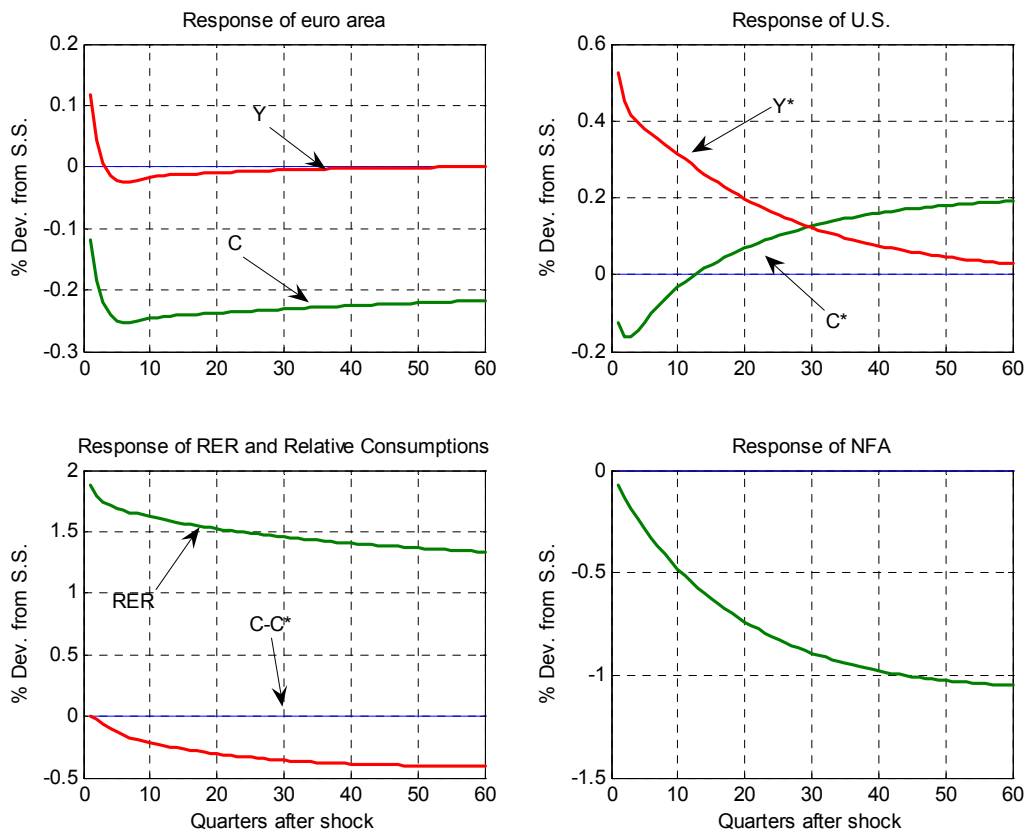 Response of euro area
% Dev. from S.S.
0.2
0.1
0
-0.1
-0.2
-0.3
Y
C
0 10 20 30 40 50 60
Response of U.S.
% Dev. from S.S.
0.6
0.4
0.2
0
-0.2
Y*
C*
0 10 20 30 40 50 60
Response of RER and Relative Consumptions
% Dev. from S.S.
2
1.5
1
0.5
0
-0.5
RER
C-C*
0 10 20 30 40 50 60
Quarters after shock
Response of NFA
% Dev. from S.S.
0
-0.5
-1
-1.5
0 10 20 30 40 50 60
Quarters after shock